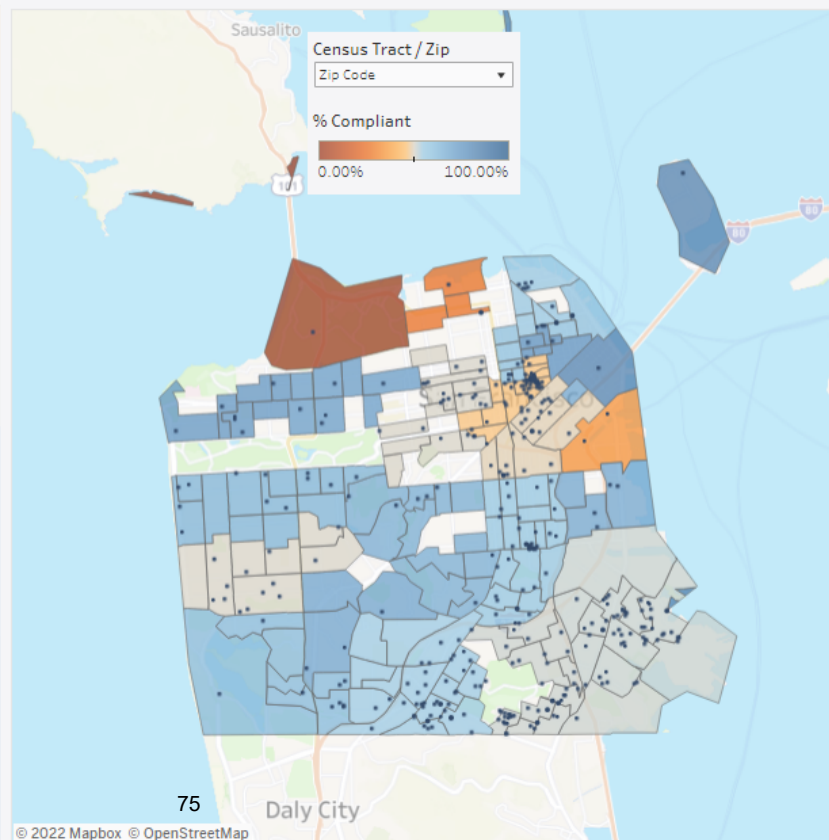 Sausalito
Census Tract / Zip
Zip Code
% Compliant
0.00% 100.00%
101
80
80
75
Daly City
© 2022 Mapbox © OpenStreetMap